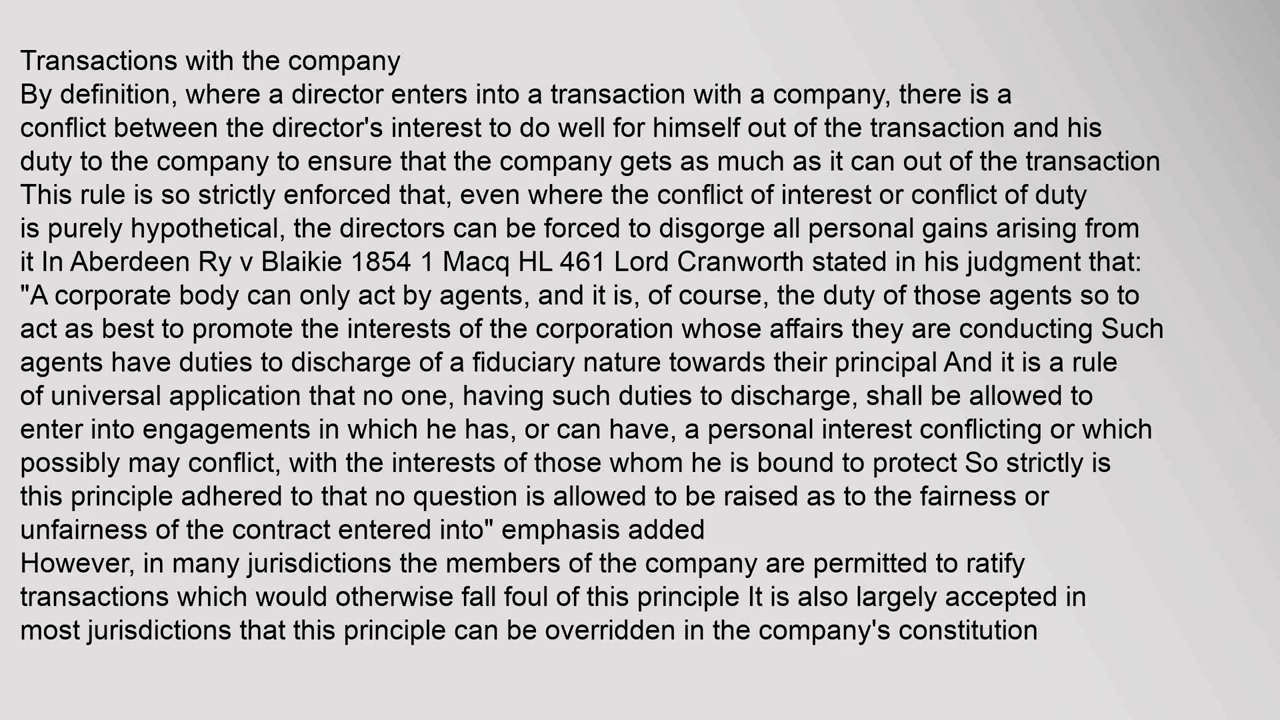 Transactions with the company
By definition, where a director enters into a transaction with a company, there is a
conflict between the director's interest to do well for himself out of the transaction and his
duty to the company to ensure that the company gets as much as it can out of the transaction
This rule is so strictly enforced that, even where the conflict of interest or conflict of duty
is purely hypothetical, the directors can be forced to disgorge all personal gains arising from
it In Aberdeen Ry v Blaikie 1854 1 Macq HL 461 Lord Cranworth stated in his judgment that:
"A corporate body can only act by agents, and it is, of course, the duty of those agents so to
act as best to promote the interests of the corporation whose affairs they are conducting Such
agents have duties to discharge of a fiduciary nature towards their principal And it is a rule
of universal application that no one, having such duties to discharge, shall be allowed to
enter into engagements in which he has, or can have, a personal interest conflicting or which
possibly may conflict, with the interests of those whom he is bound to protect So strictly is
this principle adhered to that no question is allowed to be raised as to the fairness or
unfairness of the contract entered into" emphasis added
However, in many jurisdictions the members of the company are permitted to ratify
transactions which would otherwise fall foul of this principle It is also largely accepted in
most jurisdictions that this principle can be overridden in the company's constitution